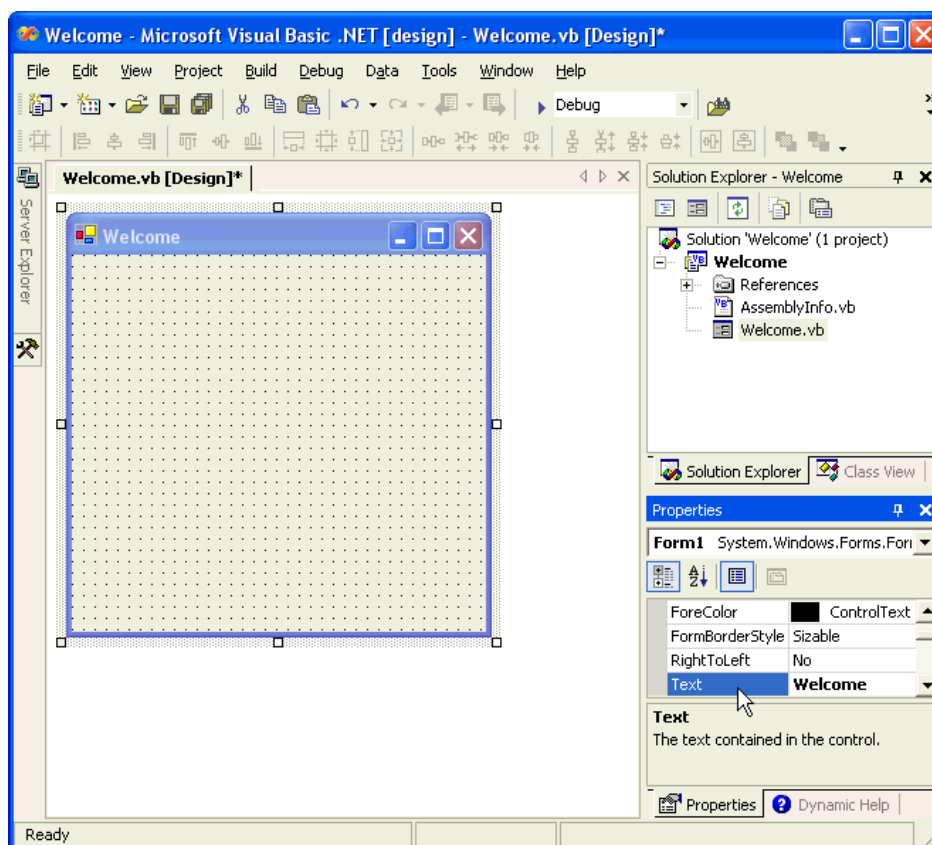 Welcome - Microsoft Visual Basic .NET [design] - Welcome.vb [Design]*
File Edit View Project Build Debug Data Tools Window Help
Debug
Welcome.vb [Design]*
Solution Explorer - Welcome
Server Explorer
Welcome
Solution 'Welcome' (1 project)
Welcome
References
AssemblyInfo.vb
Welcome.vb
Solution Explorer Class View
Properties
Form1 System.Windows.Forms.For
ForeColor ControlText
FormBorderStyle Sizable
RightToLeft No
Text Welcome
Text
The text contained in the control.
Properties Dynamic Help
Ready